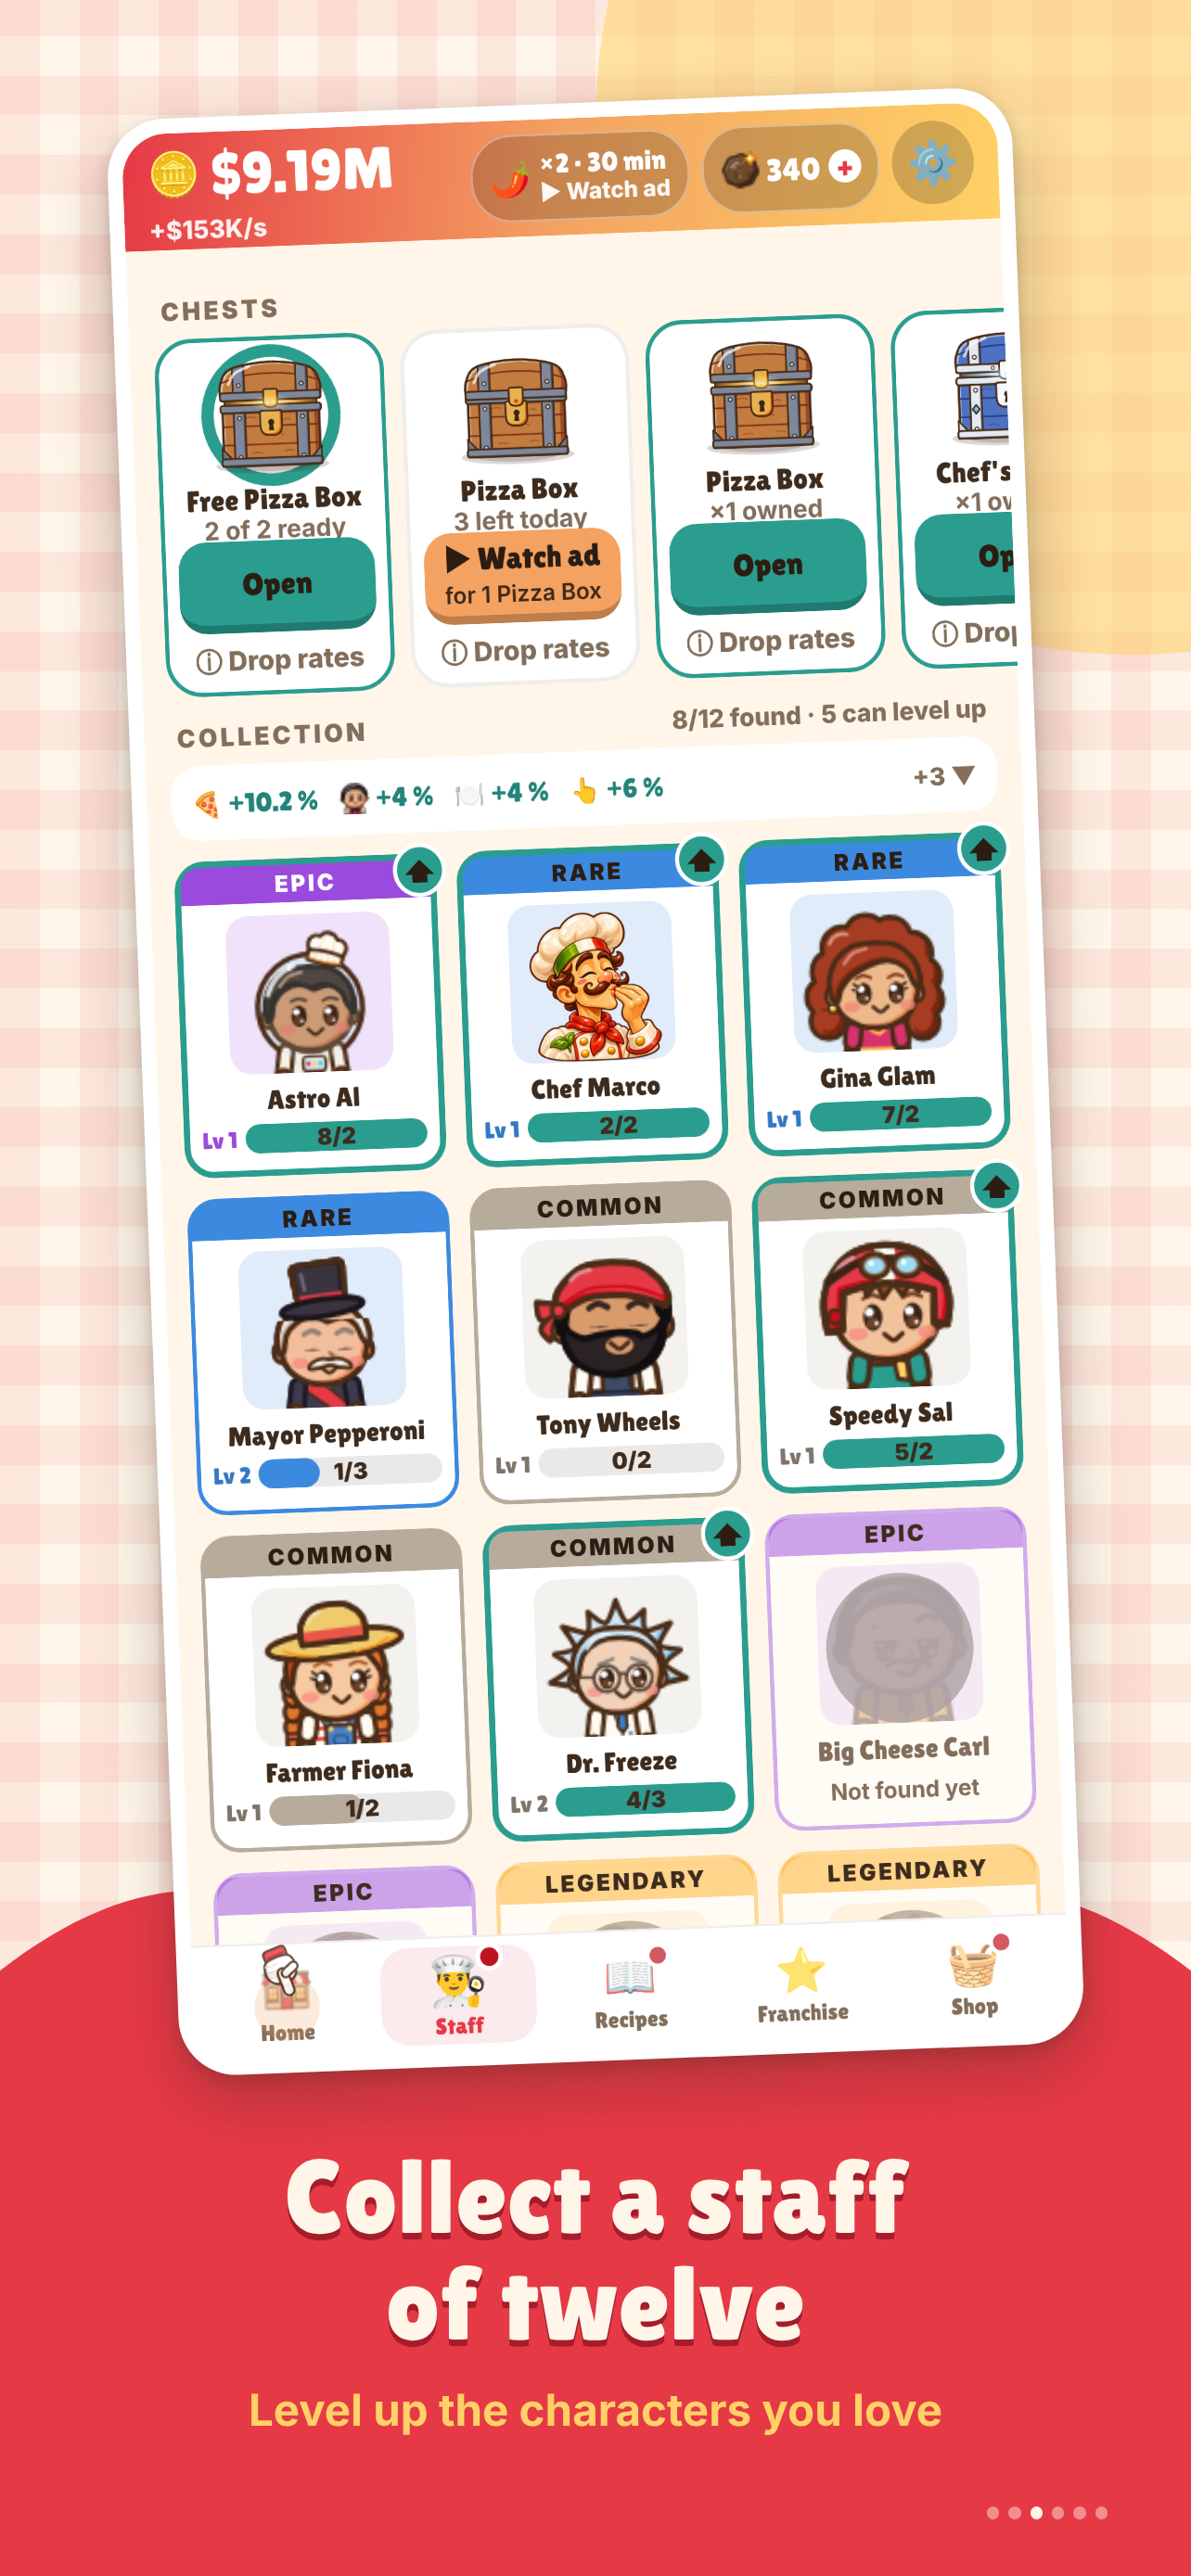 $9.19M
+$153K/s
×2 · 30 min
▶ Watch ad
340
CHESTS
Free Pizza Box
2 of 2 ready
Open
ⓘ Drop rates
Pizza Box
3 left today
▶ Watch ad
for 1 Pizza Box
ⓘ Drop rates
Pizza Box
×1 owned
Open
ⓘ Drop rates
Chef's
×1 ow
Op
ⓘ Drop
COLLECTION
8/12 found · 5 can level up
+10.2 %
+4 %
+4 %
+6 %
+3 ▼
EPIC
Astro Al
Lv 1
8/2
RARE
Chef Marco
Lv 1
2/2
RARE
Gina Glam
Lv 1
7/2
RARE
Mayor Pepperoni
Lv 2
1/3
COMMON
Tony Wheels
Lv 1
0/2
COMMON
Speedy Sal
Lv 1
5/2
COMMON
Farmer Fiona
Lv 1
1/2
COMMON
Dr. Freeze
Lv 2
4/3
EPIC
Big Cheese Carl
Not found yet
EPIC
LEGENDARY
LEGENDARY
Home
Staff
Recipes
Franchise
Shop
Collect a staff
of twelve
Level up the characters you love